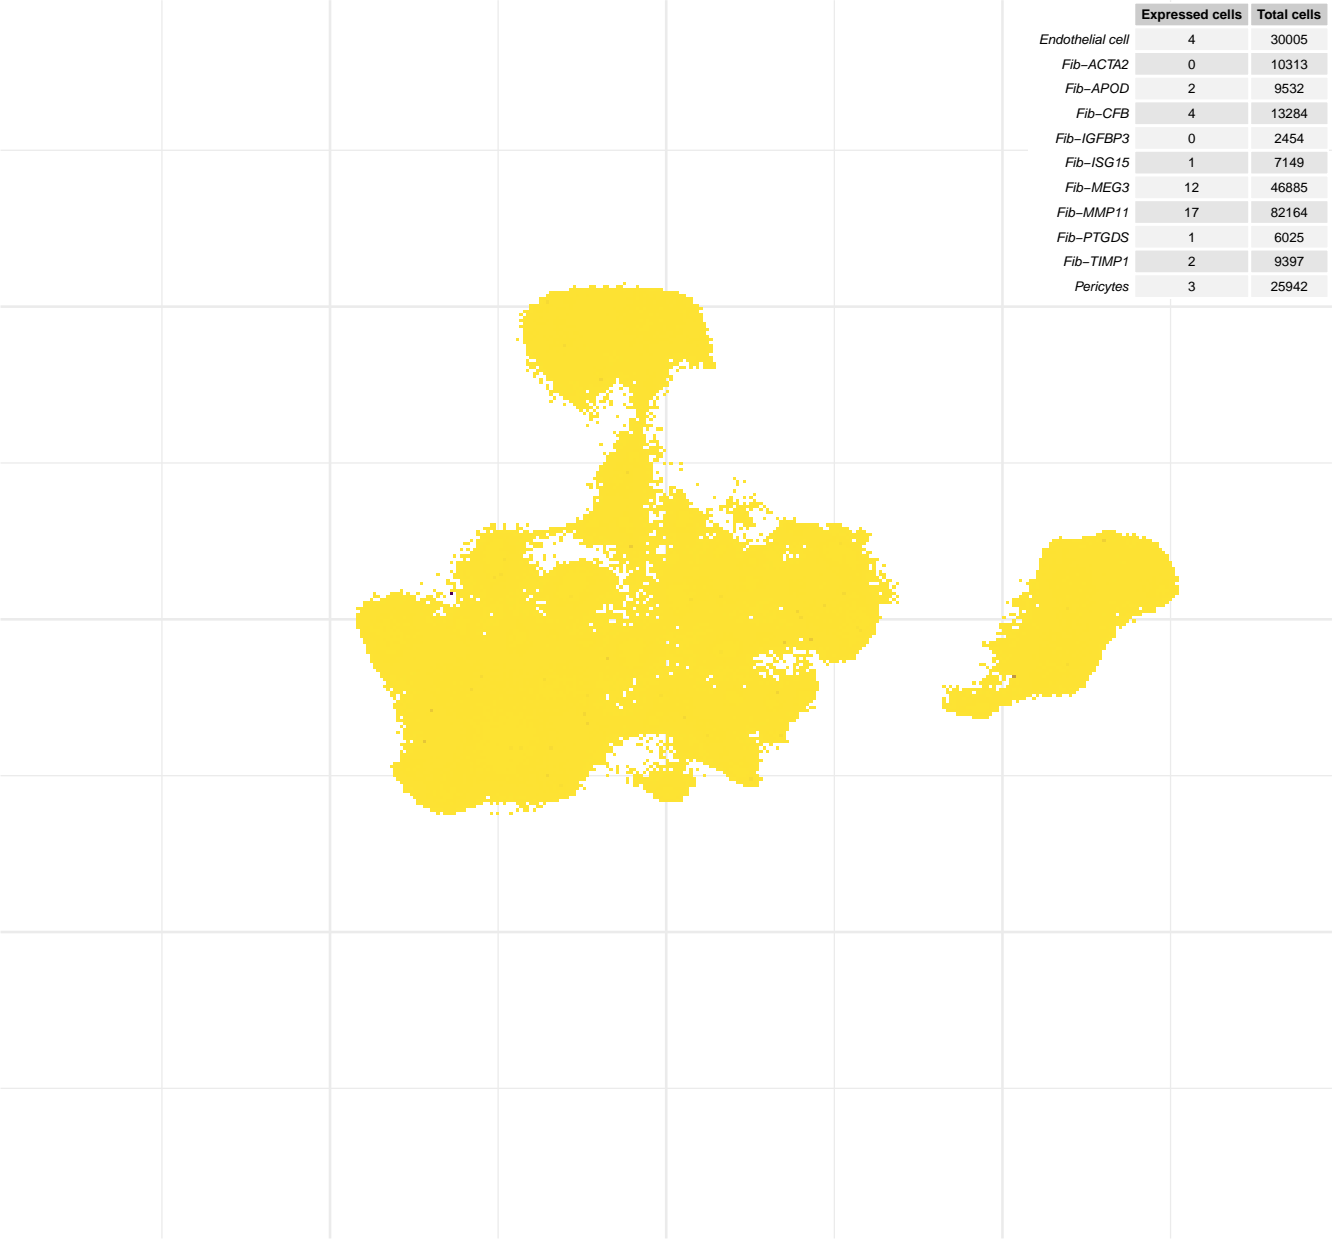 Expressed cells Total cells
Endothelial cell 4 30005
Fib−ACTA2 0 10313
Fib−APOD 2 9532
Fib−CFB 4 13284
Fib−IGFBP3 0 2454
Fib−ISG15 1 7149
Fib−MEG3 12 46885
Fib−MMP11 17 82164
Fib−PTGDS 1 6025
Fib−TIMP1 2 9397
Pericytes 3 25942